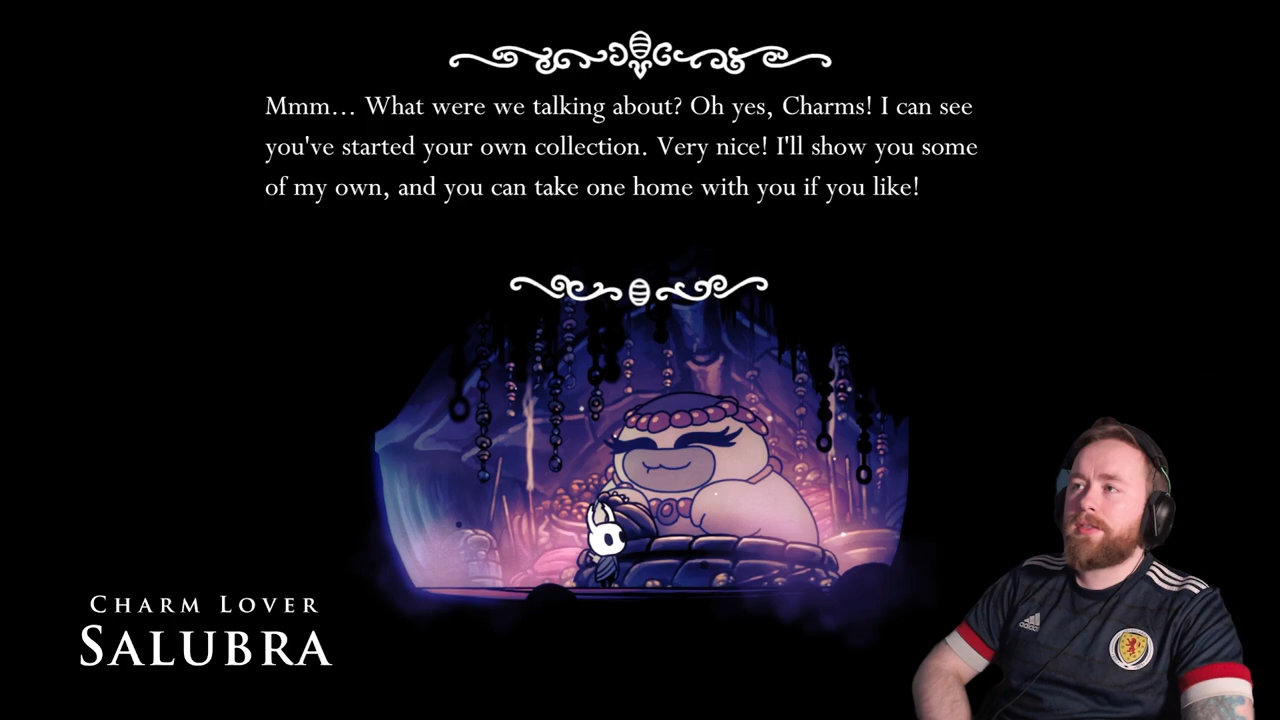 Mmm... What were we talking about? Oh yes, Charms! I can see
you've started your own collection. Very nice! I'll show you some
of my own, and you can take one home with you if you like!
Charm Lover
Salubra
adidas